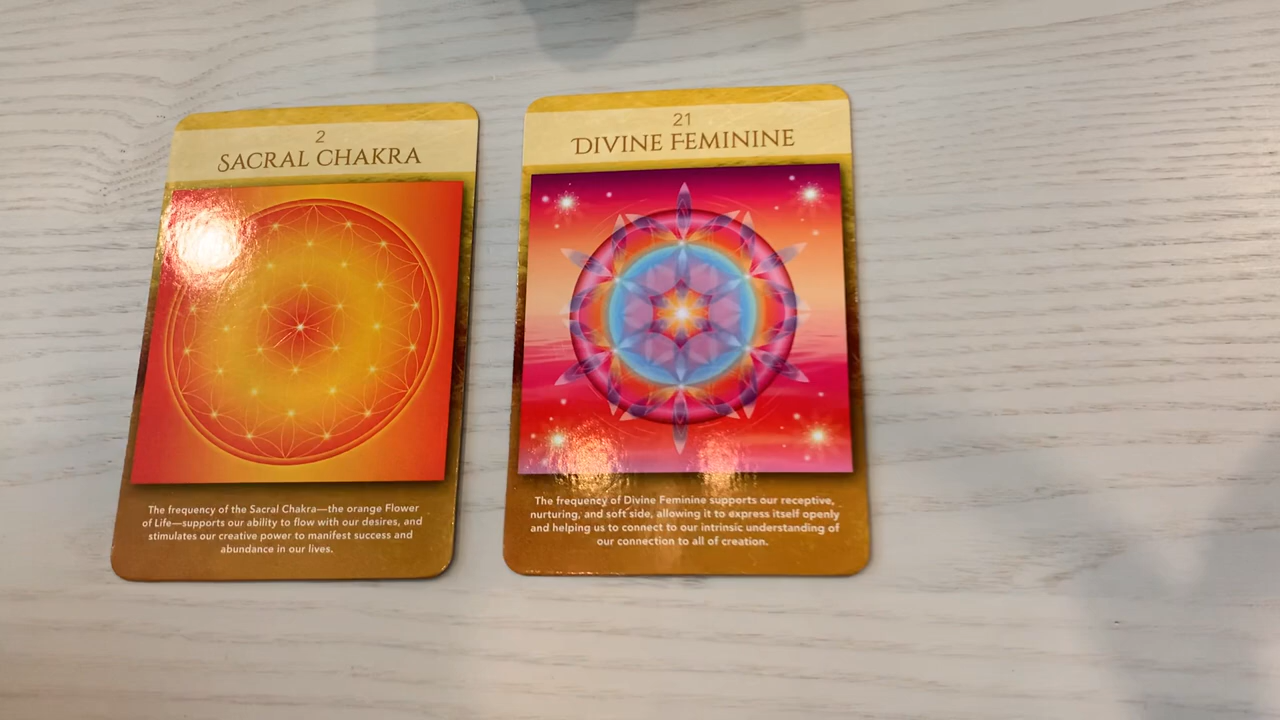 2
SACRAL CHAKRA
The frequency of the Sacral Chakra—the orange Flower
of Life—supports our ability to flow with our desires, and
stimulates our creative power to manifest success and
abundance in our lives.
21
DIVINE FEMININE
The frequency of Divine Feminine supports our receptive,
nurturing, and soft side, allowing it to express itself openly
and helping us to connect to our intrinsic understanding of
our connection to all of creation.